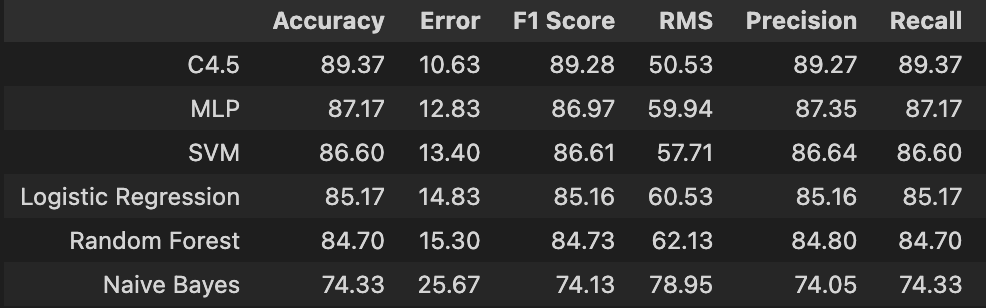 Accuracy Error F1 Score RMS Precision Recall
C4.5 89.37 10.63 89.28 50.53 89.27 89.37
MLP 87.17 12.83 86.97 59.94 87.35 87.17
SVM 86.60 13.40 86.61 57.71 86.64 86.60
Logistic Regression 85.17 14.83 85.16 60.53 85.16 85.17
Random Forest 84.70 15.30 84.73 62.13 84.80 84.70
Naive Bayes 74.33 25.67 74.13 78.95 74.05 74.33